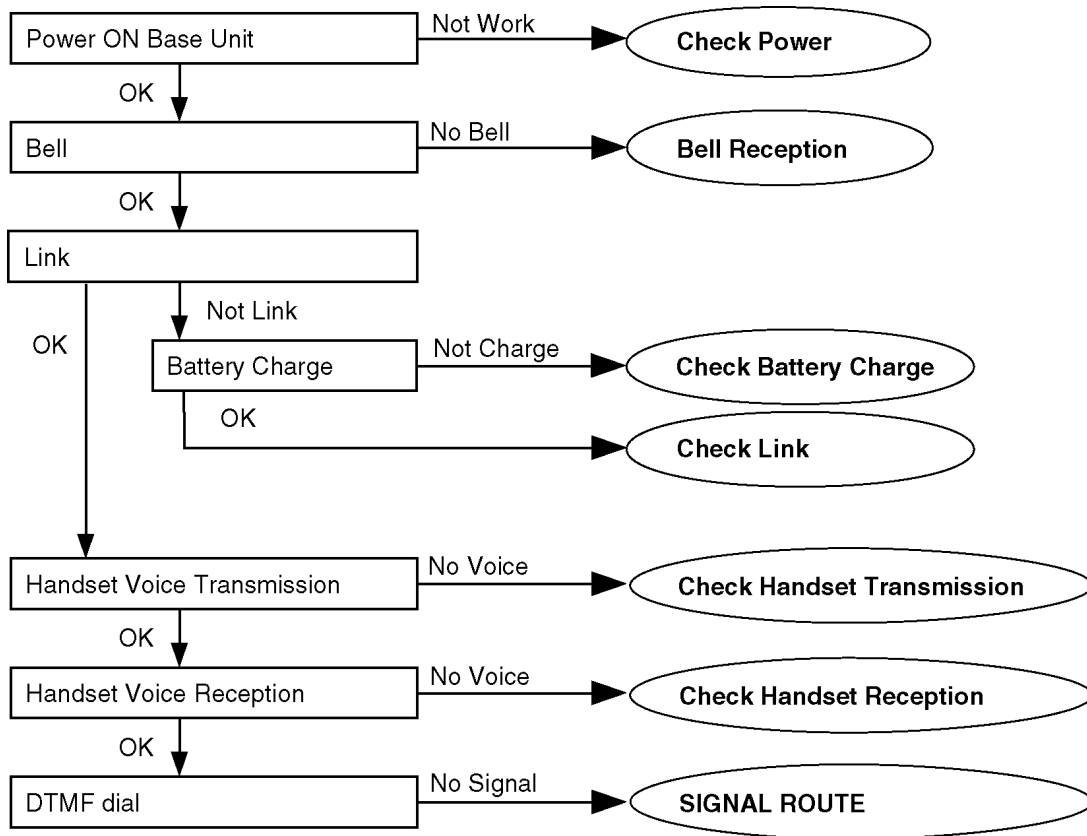 Power ON Base Unit
Not Work
Check Power
OK
Bell
No Bell
Bell Reception
OK
Link
Not Link
OK
Battery Charge
Not Charge
Check Battery Charge
OK
Check Link
Handset Voice Transmission
No Voice
Check Handset Transmission
OK
Handset Voice Reception
No Voice
Check Handset Reception
OK
DTMF dial
No Signal
SIGNAL ROUTE